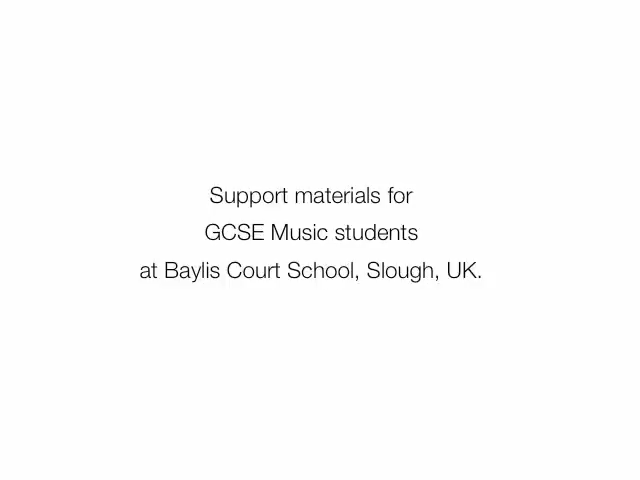 Support materials for
GCSE Music students
at Baylis Court School, Slough, UK.